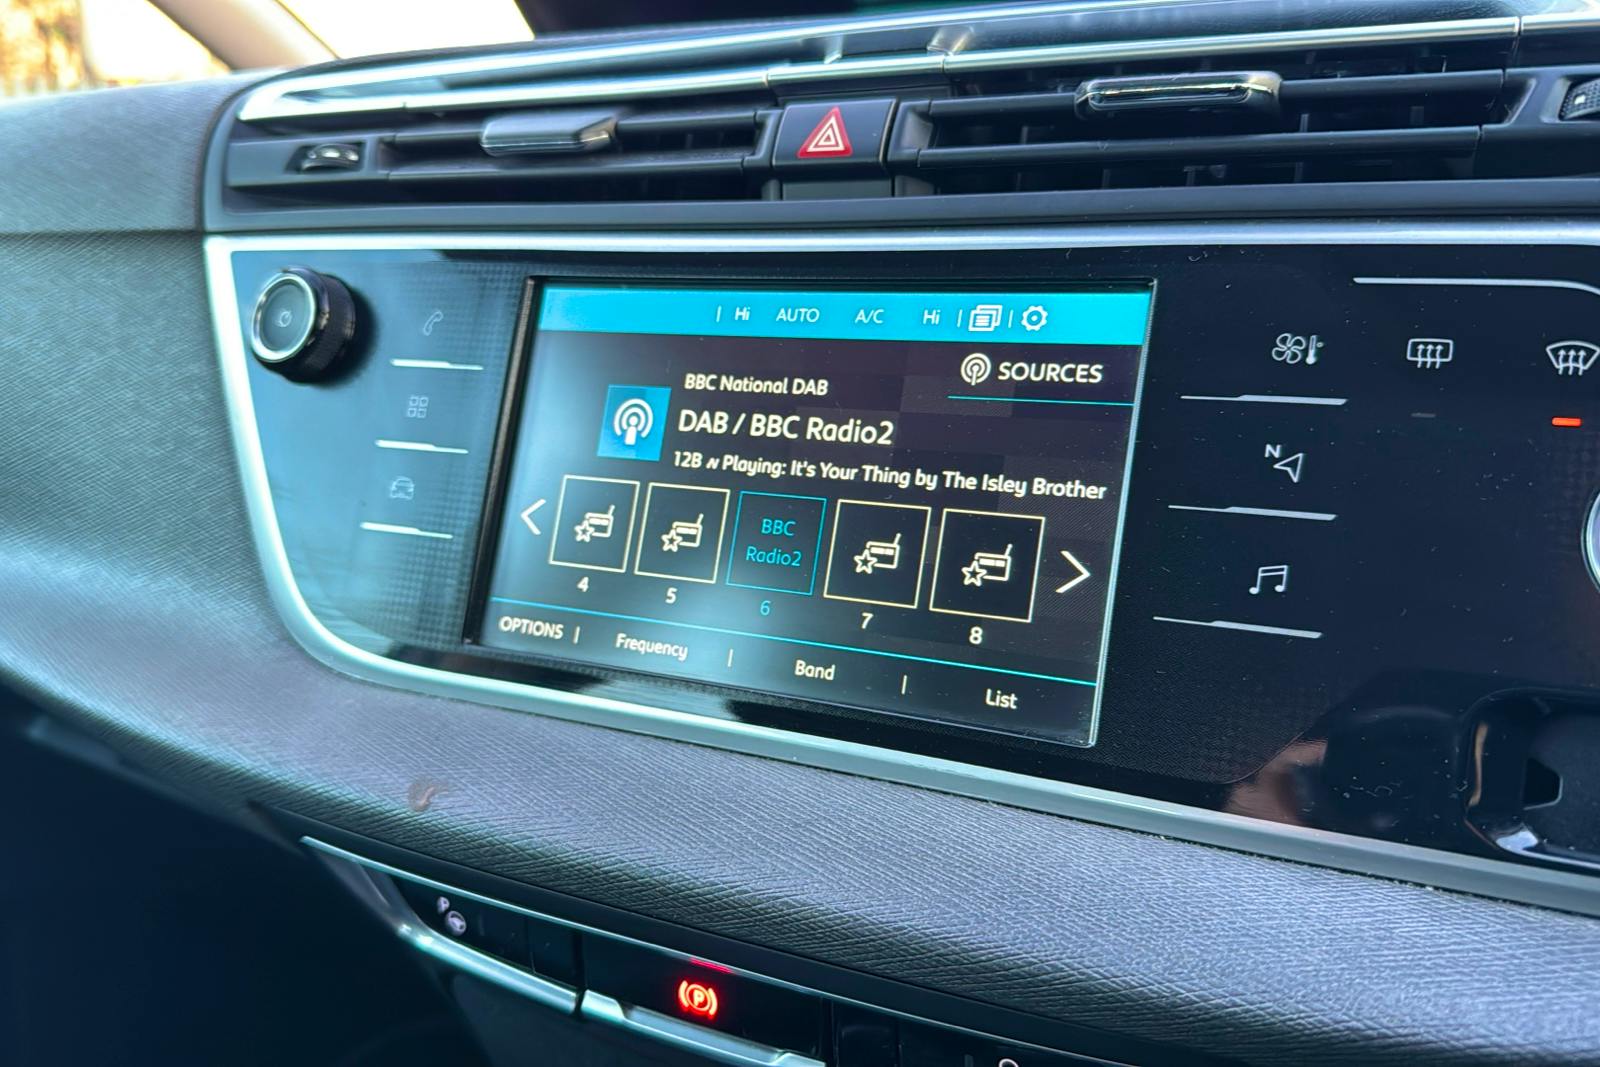 Hi AUTO A/C Hi
SOURCES
BBC National DAB
DAB / BBC Radio2
12B Playing: It's Your Thing by The Isley Brother
BBC
Radio2
4 5 6 7 8
OPTIONS | Frequency | Band | List
N
P
P